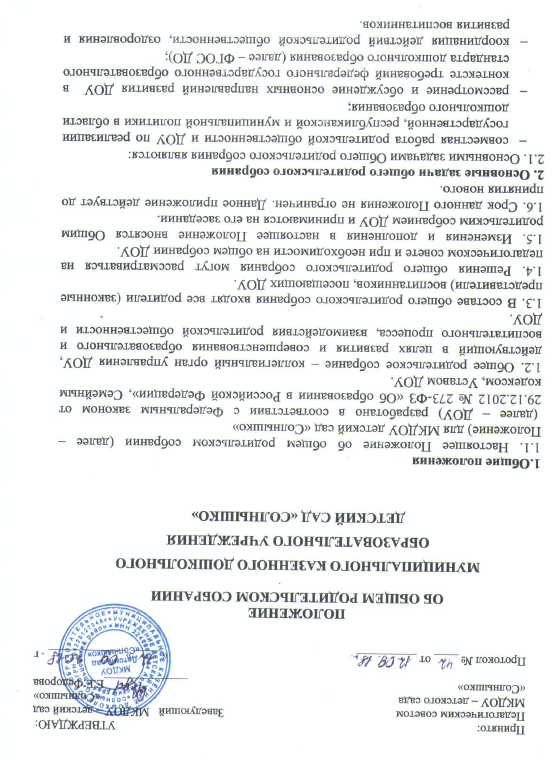 Принято:
Педагогическим советом
МКДОУ – детского сада
«Солнышко»
Протокол № 42 от 12.09.18 г
УТВЕРЖДАЮ:
Заведующий МКДОУ – детский сад
«Солнышко»
Е.Е.Федорова
МКДОУ
Детский сад
«Солнышко»
ПОЛОЖЕНИЕ
ОБ ОБЩЕМ РОДИТЕЛЬСКОМ СОБРАНИИ
МУНИЦИПАЛЬНОГО КАЗЕННОГО ДОШКОЛЬНОГО
ОБРАЗОВАТЕЛЬНОГО УЧРЕЖДЕНИЯ
ДЕТСКИЙ САД «СОЛНЫШКО»
1.Общие положения
1.1. Настоящее Положение об общем родительском собрании (далее –
Положение) для МКДКОУ детский сад «Солнышко»
(далее – ДОУ) разработано в соответствии с Федеральным законом от
29.12.2012 № 273-ФЗ «Об образовании в Российской Федерации», Семейным
кодексом, Уставом ДОУ.
1.2. Общее родительское собрание – коллегиальный орган управления ДОУ,
действующий в целях развития и совершенствования образовательного и
воспитательного процесса, взаимодействия родительской общественности и
ДОУ.
1.3. В составе общего родительского собрания входят все родители (законные
представители) воспитанников, посещающих ДОУ.
1.4. Решения общего родительского собрания могут рассматриваться на
педагогическом совете и при необходимости на общем собрании ДОУ.
1.5. Изменения и дополнения в настоящее Положение вносятся Общим
родительским собранием ДОУ и принимаются на его заседании.
1.6. Срок данного Положения не ограничен. Данное приложение действует до
принятия нового.
2. Основные задачи общего родительского собрания
2.1. Основными задачами Общего родительского собрания являются:
– совместная работа родительской общественности и ДОУ по реализации
государственной, республиканской и муниципальной политики в области
дошкольного образования;
– рассмотрение и обсуждение основных направлений развития ДОУ в
контексте требований федерального государственного образовательного
стандарта дошкольного образования (далее – ФГОС ДО);
– координация действий родительской общественности, оздоровления и
развития воспитанников.